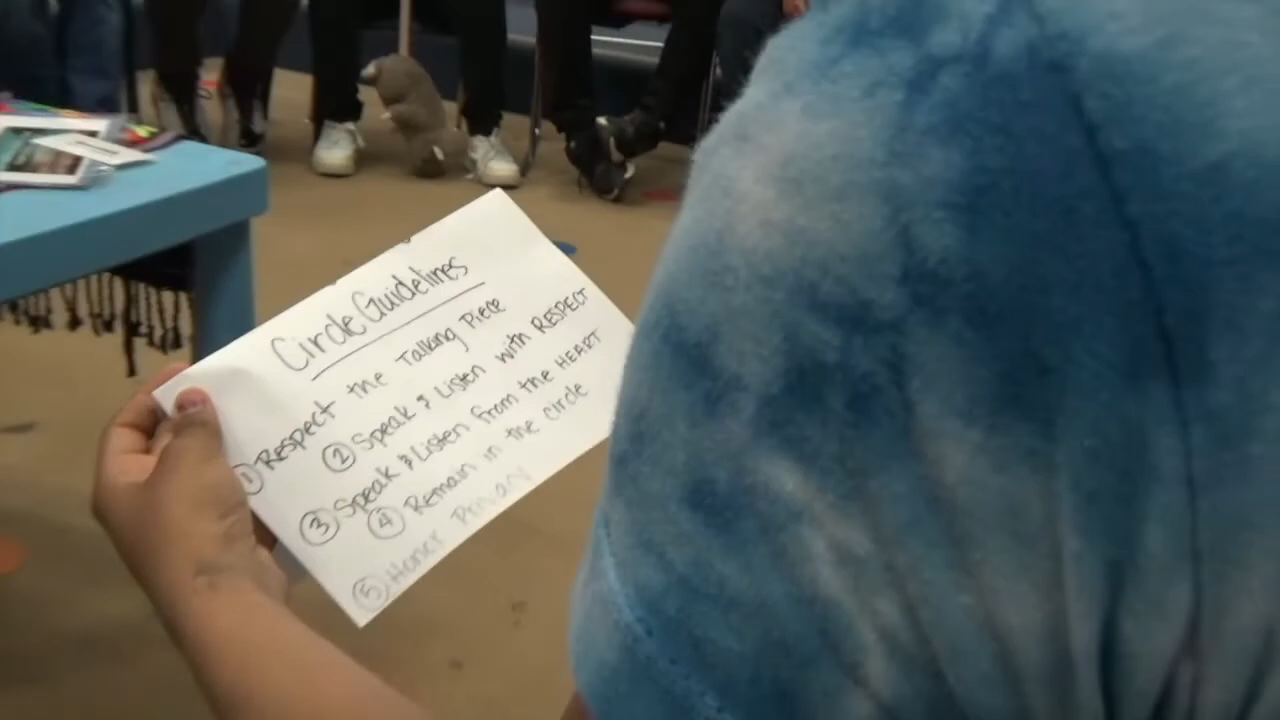 Circle Guidelines
① Respect the Talking Piece
② Speak & Listen with RESPECT
③ Speak & Listen from the HEART
④ Remain in the circle
⑤ Honor Privacy